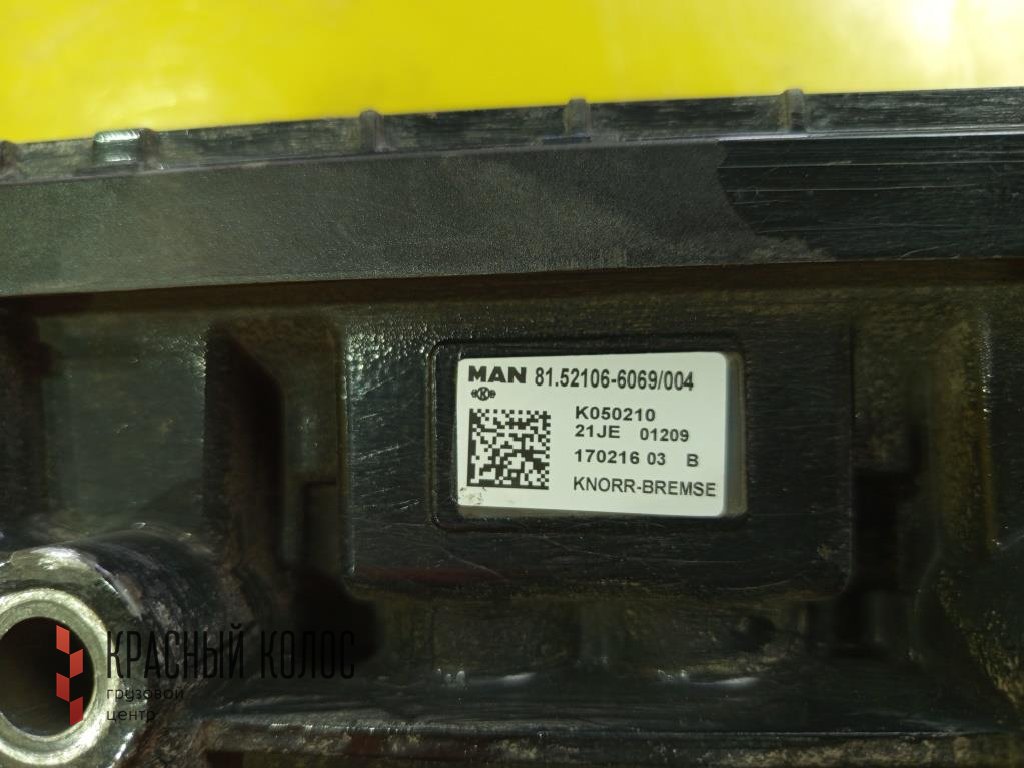 MAN 81.52106-6069/004
«K»
K050210
21JE 01209
170216 03 B
KNORR-BREMSE
КРАСНЫЙ КОЛОС
грузовой
центр